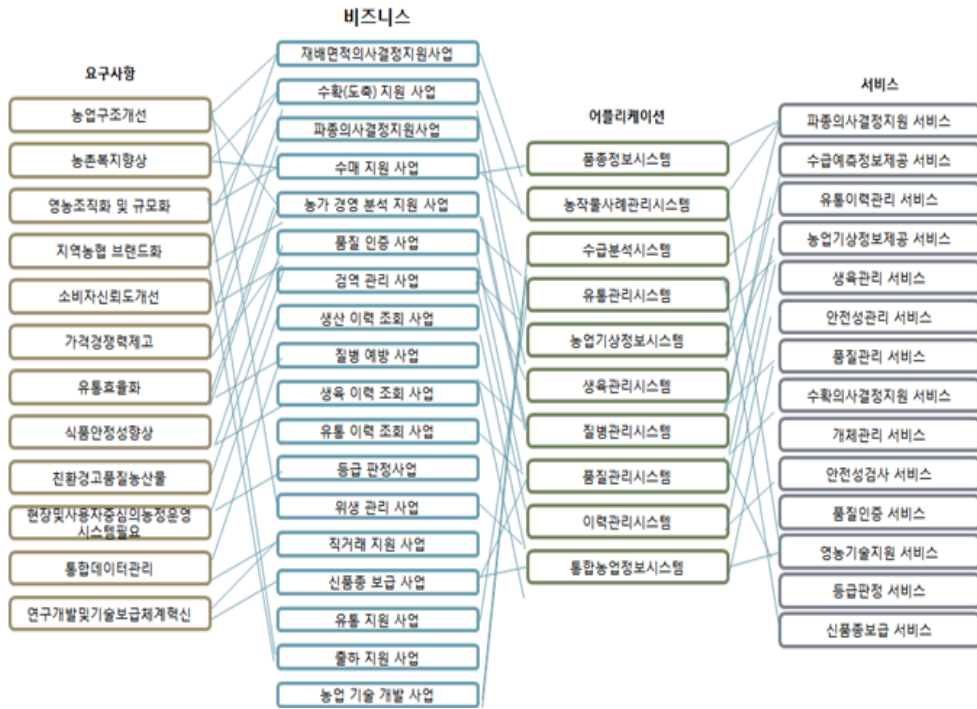 비즈니스
요구사항
어플리케이션
서비스
농업구조개선
농촌복지향상
영농조직화 및 규모화
지역농협 브랜드화
소비자신뢰도개선
가격경쟁력제고
유통효율화
식품안정성향상
친환경고품질농산물
현장및사용자중심의농정운영
시스템필요
통합데이터관리
연구개발및기술보급체계혁신
재배면적의사결정지원사업
수확(도축) 지원 사업
파종의사결정지원사업
수매 지원 사업
농가 경영 분석 지원 사업
품질 인증 사업
검역 관리 사업
생산 이력 조회 사업
질병 예방 사업
생육 이력 조회 사업
유통 이력 조회 사업
등급 판정사업
위생 관리 사업
직거래 지원 사업
신품종 보급 사업
유통 지원 사업
출하 지원 사업
농업 기술 개발 사업
품종정보시스템
농작물사례관리시스템
수급분석시스템
유통관리시스템
농업기상정보시스템
생육관리시스템
질병관리시스템
품질관리시스템
이력관리시스템
통합농업정보시스템
파종의사결정지원 서비스
수급예측정보제공 서비스
유통이력관리 서비스
농업기상정보제공 서비스
생육관리 서비스
안전성관리 서비스
품질관리 서비스
수확의사결정지원 서비스
개체관리 서비스
안전성검사 서비스
품질인증 서비스
영농기술지원 서비스
등급판정 서비스
신품종보급 서비스